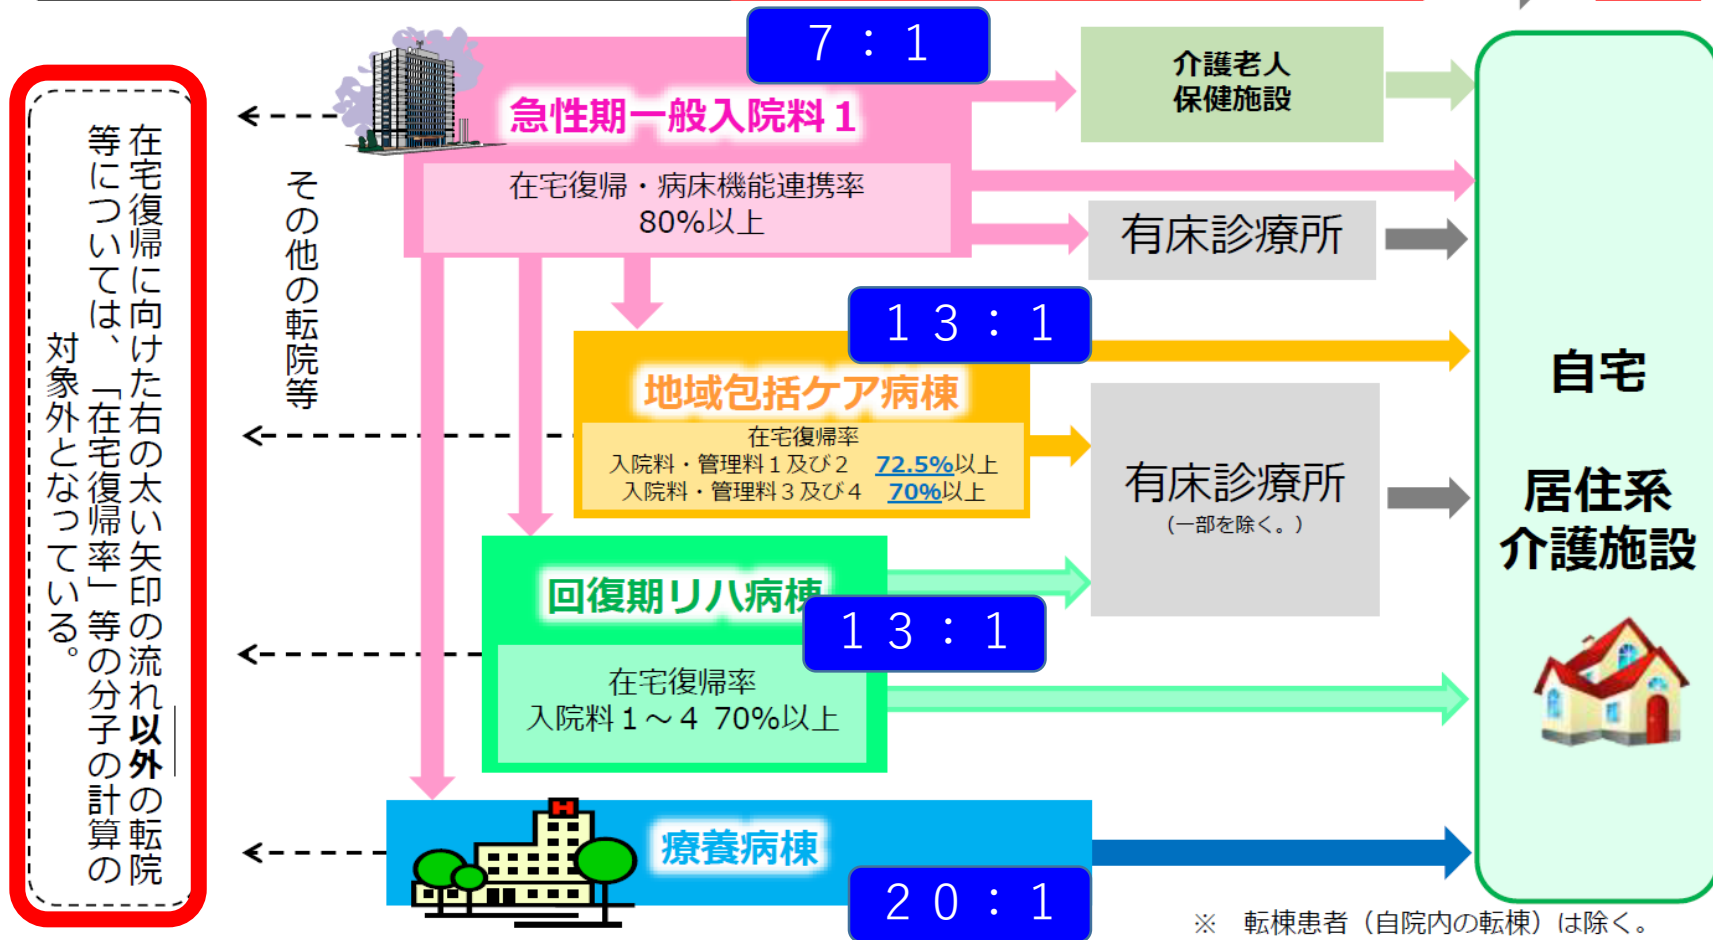 在宅復帰に向けた右の太い矢印の流れ以外の転院
等については、「在宅復帰率」等の分子の計算の
対象外となっている。
その他の転院等
7：1
急性期一般入院料1
在宅復帰・病床機能連携率
80%以上
介護老人
保健施設
有床診療所
13：1
地域包括ケア病棟
在宅復帰率
入院料・管理料1及び2 72.5%以上
入院料・管理料3及び4 70%以上
有床診療所
(一部を除く。)
回復期リハ病棟
13：1
在宅復帰率
入院料1～4 70%以上
療養病棟
20：1
自宅
居住系
介護施設
※ 転棟患者（自院内の転棟）は除く。